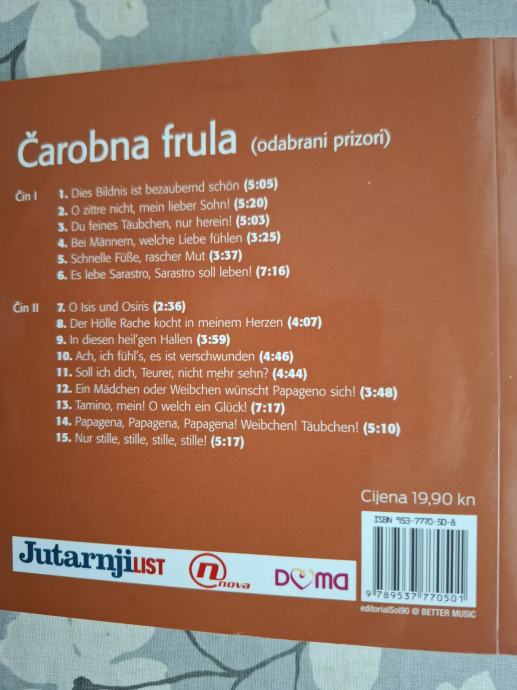 Čarobna frula (odabrani prizori)
Čin I 1. Dies Bildnis ist bezaubernd schön (5:05)
2. O zittre nicht, mein lieber Sohn! (5:20)
3. Du feines Täubchen, nur herein! (5:03)
4. Bei Männern, welche Liebe fühlen (3:25)
5. Schnelle Füße, rascher Mut (3:37)
6. Es lebe Sarastro, Sarastro soll leben! (7:16)
Čin II 7. O Isis und Osiris (2:36)
8. Der Hölle Rache kocht in meinem Herzen (4:07)
9. In diesen heil'gen Hallen (3:59)
10. Ach, ich fühl's, es ist verschwunden (4:46)
11. Soll ich dich, Teurer, nicht mehr sehn? (4:44)
12. Ein Mädchen oder Weibchen wünscht Papageno sich! (3:48)
13. Tamino, mein! O welch ein Glück! (7:17)
14. Papagena, Papagena, Papagena! Weibchen! Täubchen! (5:10)
15. Nur stille, stille, stille, stille! (5:17)
Cijena 19,90 kn
ISBN 953-7770-50-8
9 789537 770501
editorialSol90 @ BETTER MUSIC
Jutarnji LIST
n nova
DOMA